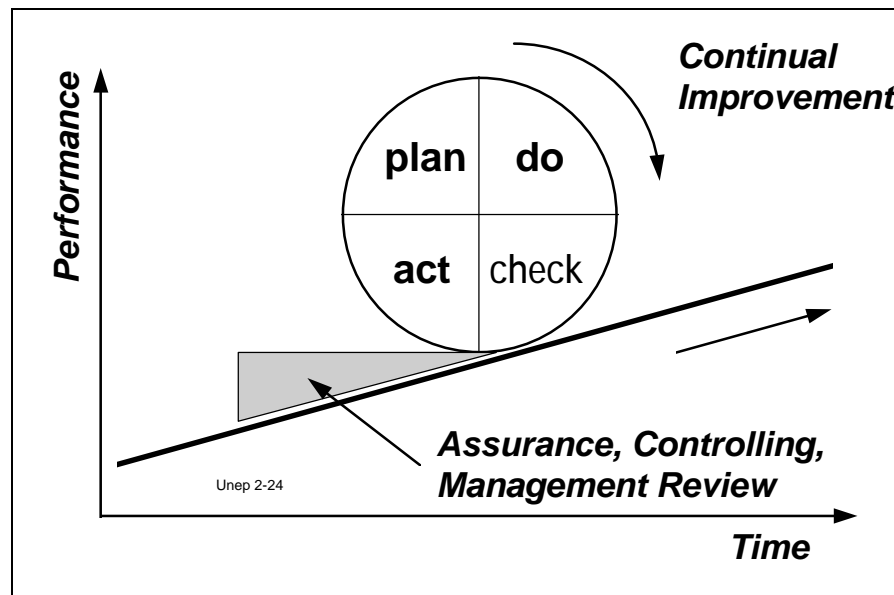 Continual
Improvement
Performance
plan do
act check
Assurance, Controlling,
Management Review
Unep 2-24
Time